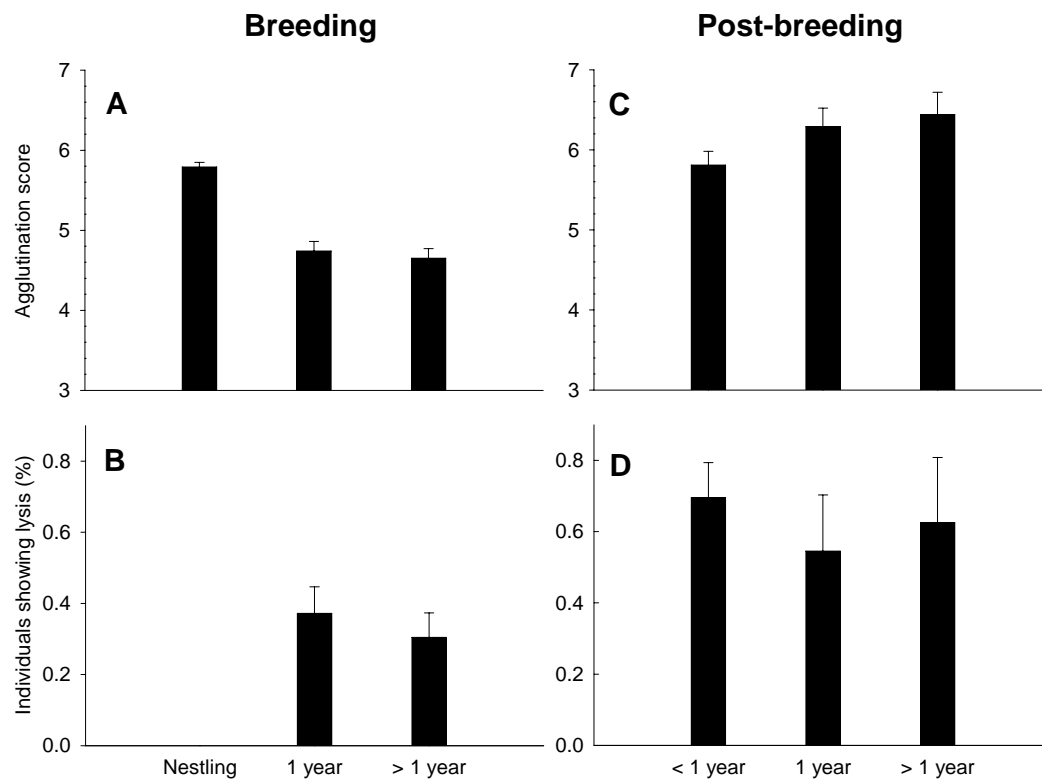 Breeding
Post-breeding
A
Agglutination score
7
6
5
4
3
C
7
6
5
4
3
B
Individuals showing lysis (%)
0.8
0.6
0.4
0.2
0.0
Nestling 1 year > 1 year
D
0.8
0.6
0.4
0.2
0.0
< 1 year 1 year > 1 year